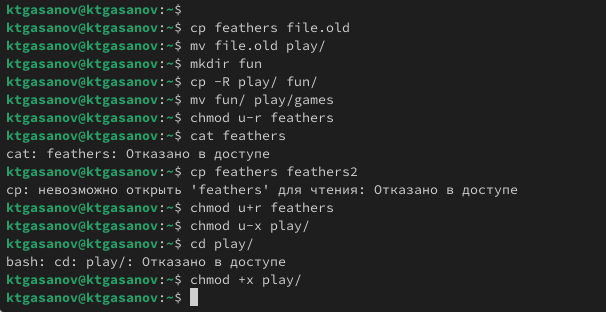 ktgasanov@ktgasanov:~$
ktgasanov@ktgasanov:~$ cp feathers file.old
ktgasanov@ktgasanov:~$ mv file.old play/
ktgasanov@ktgasanov:~$ mkdir fun
ktgasanov@ktgasanov:~$ cp -R play/ fun/
ktgasanov@ktgasanov:~$ mv fun/ play/games
ktgasanov@ktgasanov:~$ chmod u-r feathers
ktgasanov@ktgasanov:~$ cat feathers
cat: feathers: Отказано в доступе
ktgasanov@ktgasanov:~$ cp feathers feathers2
cp: невозможно открыть 'feathers' для чтения: Отказано в доступе
ktgasanov@ktgasanov:~$ chmod u+r feathers
ktgasanov@ktgasanov:~$ chmod u-x play/
ktgasanov@ktgasanov:~$ cd play/
bash: cd: play/: Отказано в доступе
ktgasanov@ktgasanov:~$ chmod +x play/
ktgasanov@ktgasanov:~$